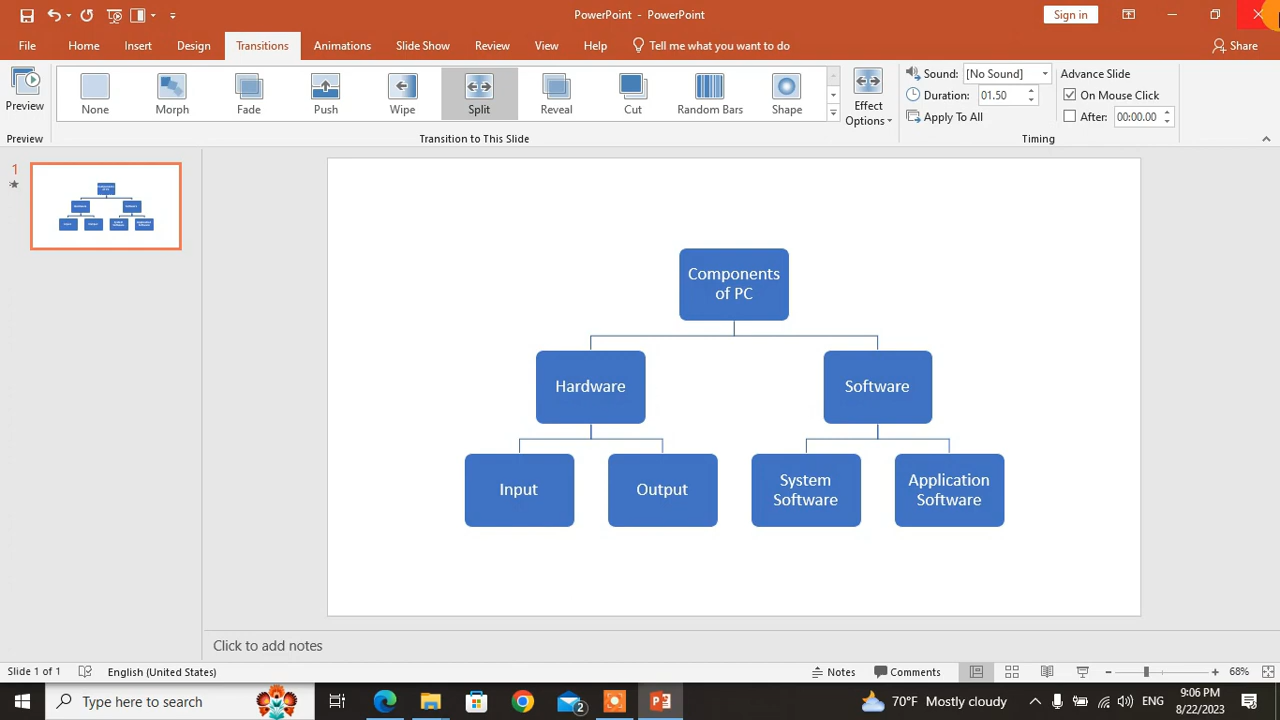 PowerPoint - PowerPoint
Sign in
File Home Insert Design Transitions Animations Slide Show Review View Help Tell me what you want to do Share
Preview
None Morph Fade Push Wipe Split Reveal Cut Random Bars Shape
Effect Options
Sound: [No Sound]
Duration: 01.50
Apply To All
Advance Slide
On Mouse Click
After: 00:00.00
Preview Transition to This Slide Timing
1
Components
of PC
Hardware Software
Input Output
System
Software
Application
Software
Click to add notes
Slide 1 of 1 English (United States) Notes Comments 68%
Type here to search
2
70°F Mostly cloudy ENG
9:06 PM
8/22/2023